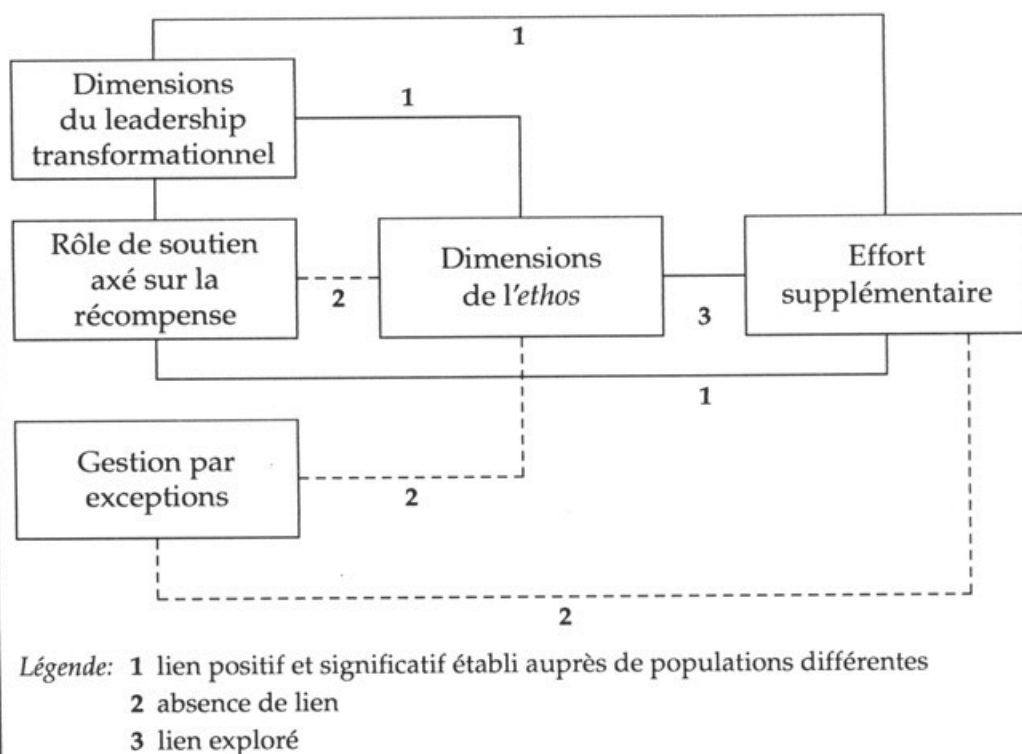 1
Dimensions
du leadership
transformationnel
1
Rôle de soutien
axé sur la
récompense
2
Dimensions
de l'ethos
3
Effort
supplémentaire
1
Gestion par
exceptions
2
2
Légende: 1 lien positif et significatif établi auprès de populations différentes
2 absence de lien
3 lien exploré